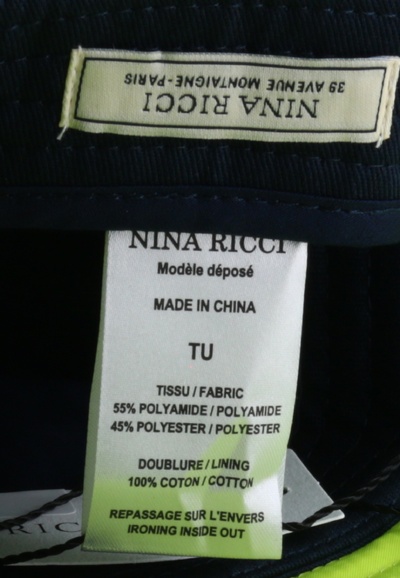 NINA RICCI
39 AVENUE MONTAIGNE-PARIS
NINA RICCI
Modèle déposé
MADE IN CHINA
TU
TISSU / FABRIC
55% POLYAMIDE / POLYAMIDE
45% POLYESTER / POLYESTER
DOUBLURE / LINING
100% COTON / COTTON
REPASSAGE SUR L'ENVERS
IRONING INSIDE OUT
RIC